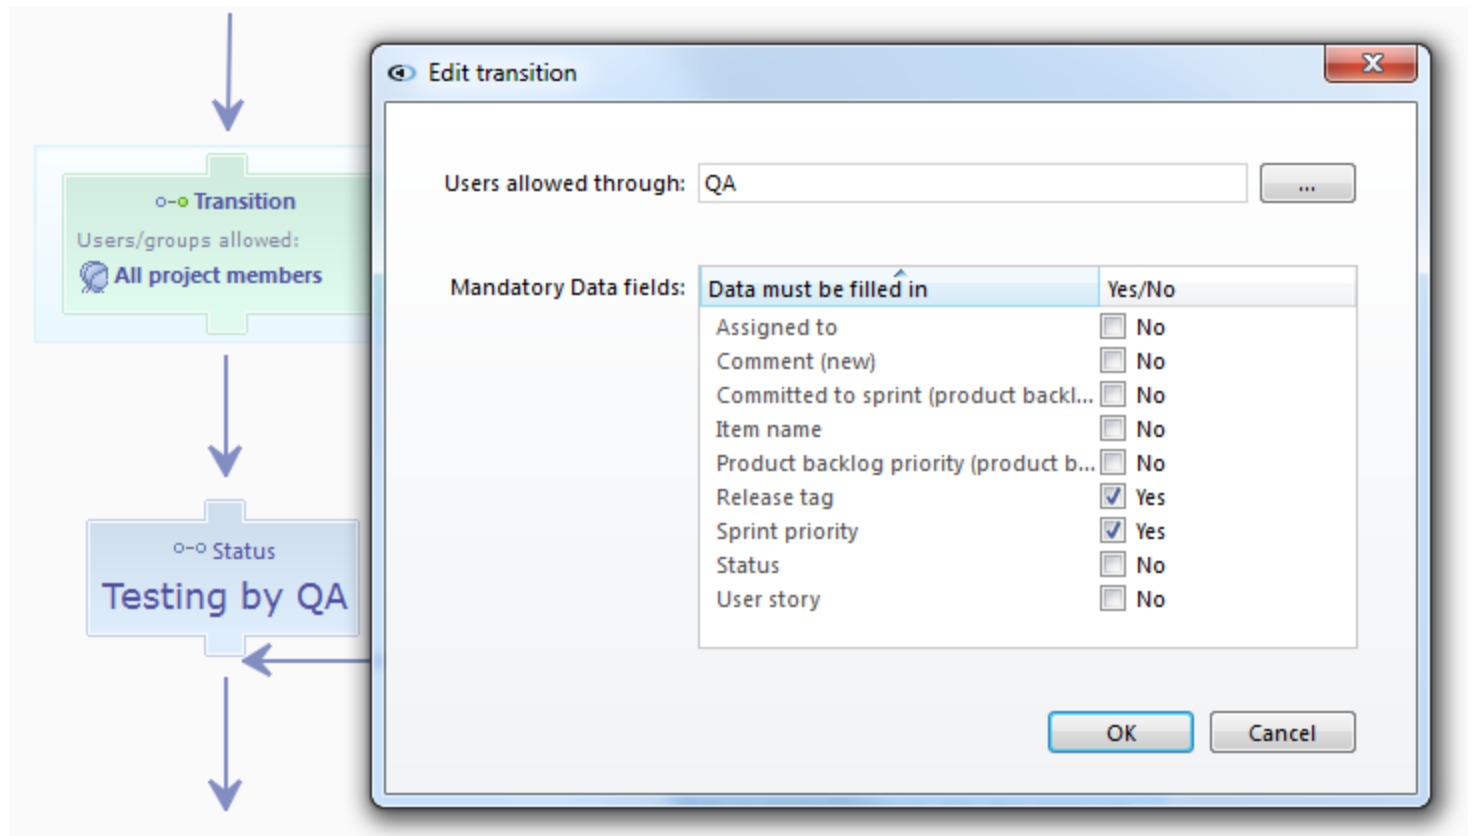 Edit transition
Users allowed through: QA ...
Transition
Users/groups allowed:
All project members
Mandatory Data fields: Data must be filled in Yes/No
Assigned to No
Comment (new) No
Committed to sprint (product backl... No
Item name No
Product backlog priority (product b... No
Release tag Yes
Sprint priority Yes
Status No
User story No
Status
Testing by QA
OK Cancel